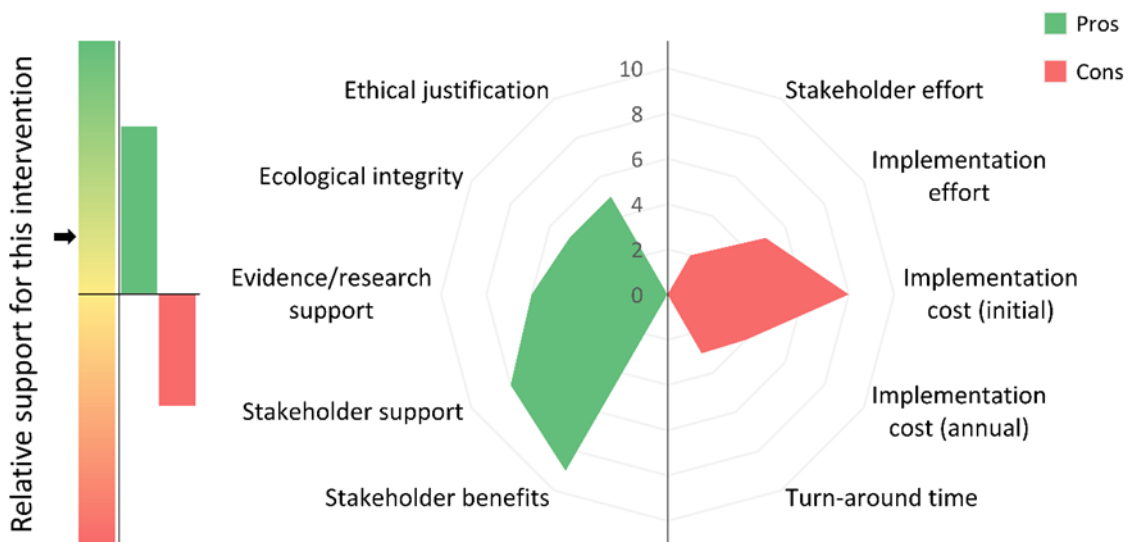 Relative support for this intervention
Pros
Cons
10
8
6
4
2
0
Ethical justification
Ecological integrity
Evidence/research
support
Stakeholder support
Stakeholder benefits
Stakeholder effort
Implementation
effort
Implementation
cost (initial)
Implementation
cost (annual)
Turn-around time